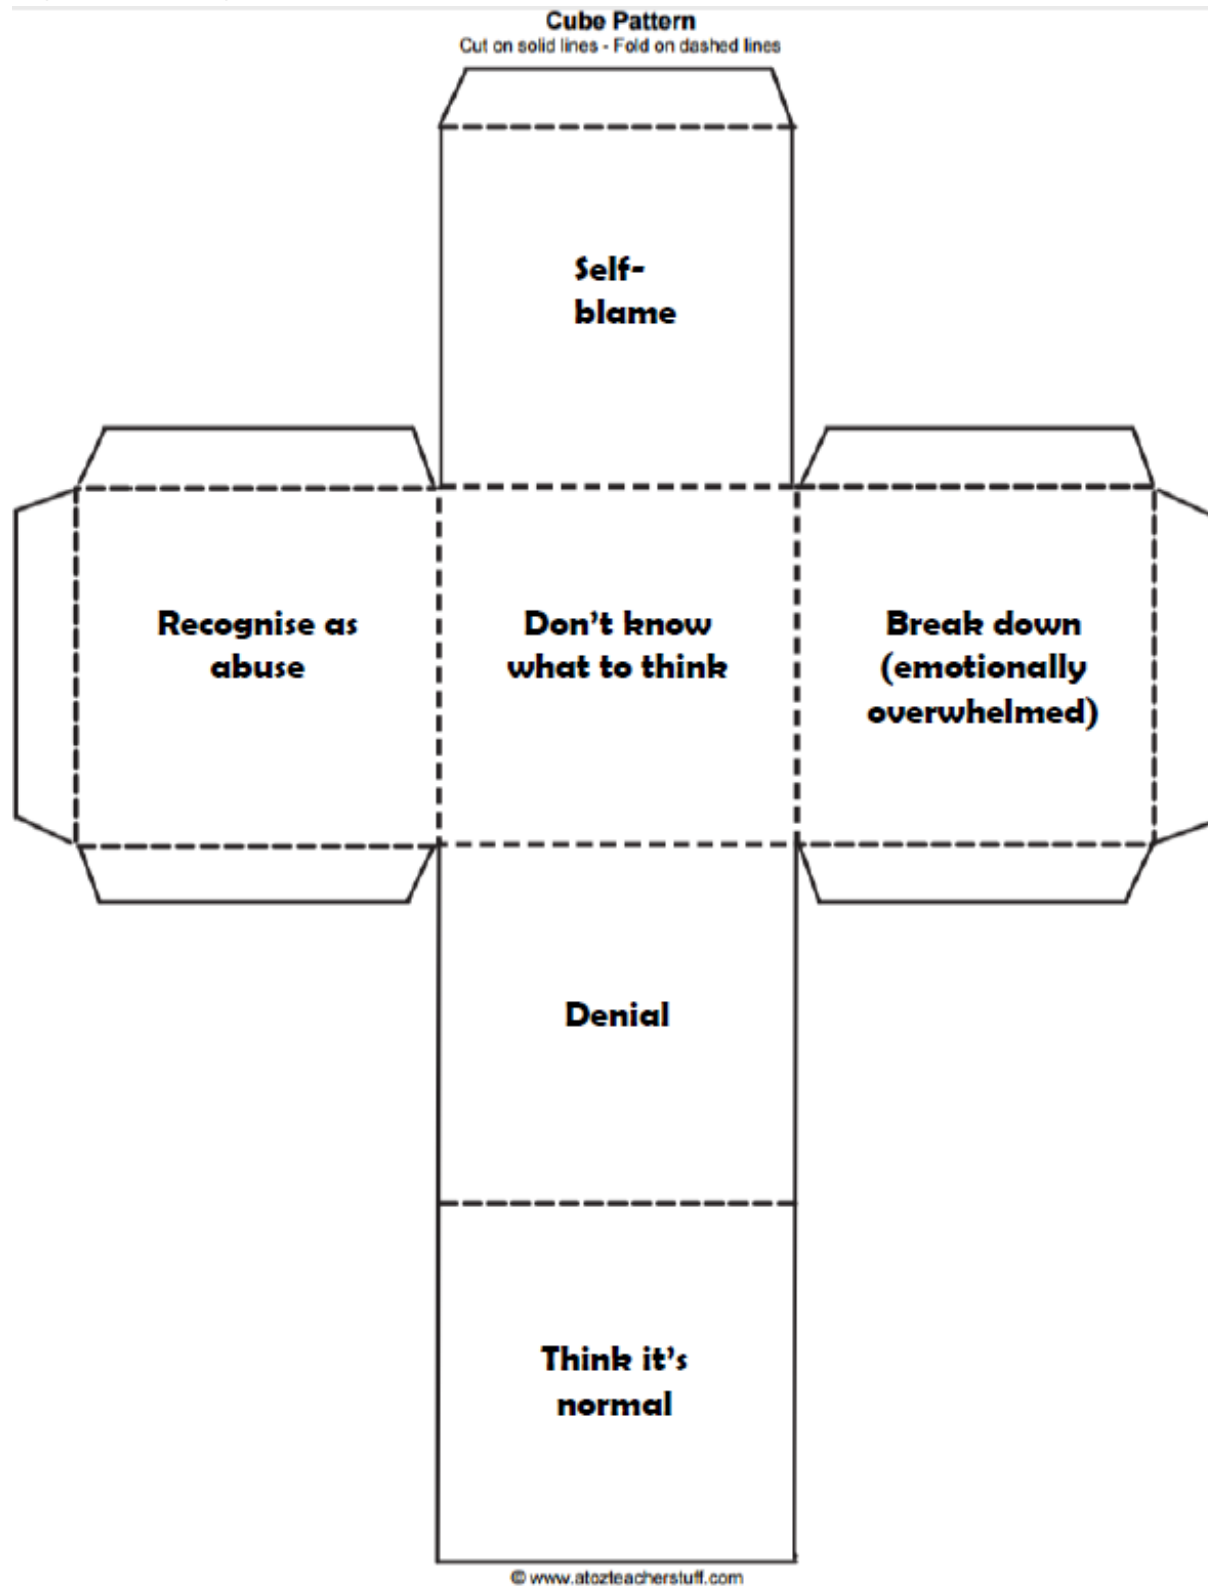 Cube Pattern
Cut on solid lines - Fold on dashed lines
Self-
blame
Recognise as
abuse
Don't know
what to think
Break down
(emotionally
overwhelmed)
Denial
Think it's
normal
© www.atozteacherstuff.com